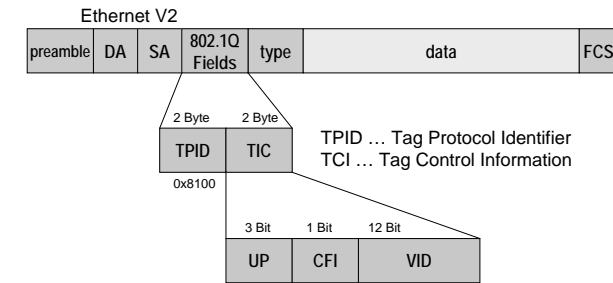 Ethernet V2
preamble DA SA 802.1Q Fields type data FCS
2 Byte 2 Byte
TPID TIC
0x8100
TPID … Tag Protocol Identifier
TCI … Tag Control Information
3 Bit 1 Bit 12 Bit
UP CFI VID